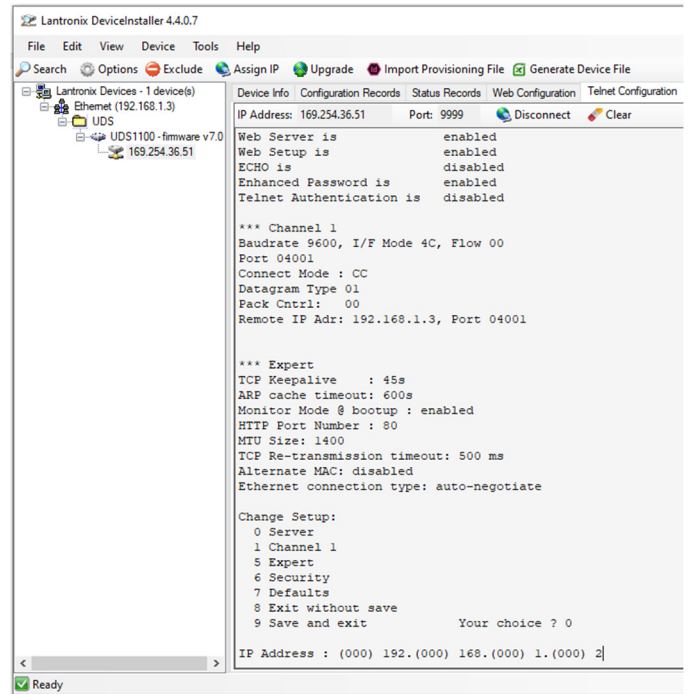 Lantronix DeviceInstaller 4.4.0.7
File Edit View Device Tools Help
Search Options Exclude Assign IP Upgrade Import Provisioning File Generate Device File
Lantronix Devices - 1 device(s)
Ethernet (192.168.1.3)
UDS
UDS1100 - firmware v7.0
169.254.36.51
Device Info Configuration Records Status Records Web Configuration Telnet Configuration
IP Address: 169.254.36.51 Port: 9999 Disconnect Clear
Web Server is enabled
Web Setup is enabled
ECHO is disabled
Enhanced Password is enabled
Telnet Authentication is disabled
*** Channel 1
Baudrate 9600, I/F Mode 4C, Flow 00
Port 04001
Connect Mode : CC
Datagram Type 01
Pack Cntrl: 00
Remote IP Adr: 192.168.1.3, Port 04001
*** Expert
TCP Keepalive : 45s
ARP cache timeout: 600s
Monitor Mode @ bootup : enabled
HTTP Port Number : 80
MTU Size: 1400
TCP Re-transmission timeout: 500 ms
Alternate MAC: disabled
Ethernet connection type: auto-negotiate
Change Setup:
0 Server
1 Channel 1
5 Expert
6 Security
7 Defaults
8 Exit without save
9 Save and exit Your choice ? 0
IP Address : (000) 192.(000) 168.(000) 1.(000) 2
Ready